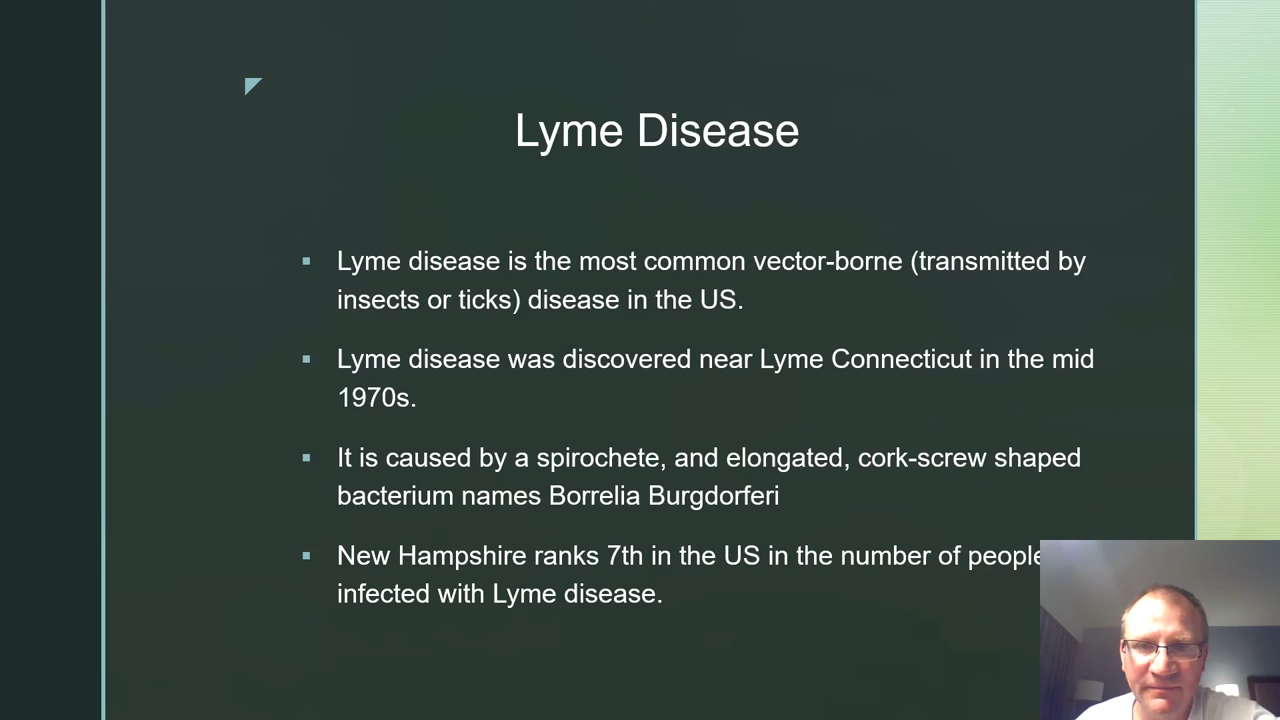 Lyme Disease
Lyme disease is the most common vector-borne (transmitted by
insects or ticks) disease in the US.
Lyme disease was discovered near Lyme Connecticut in the mid
1970s.
It is caused by a spirochete, and elongated, cork-screw shaped
bacterium names Borrelia Burgdorferi
New Hampshire ranks 7th in the US in the number of people
infected with Lyme disease.